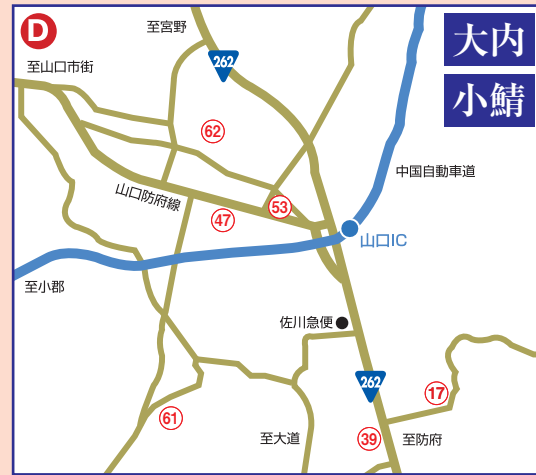 D
至宮野
大内
262
至山口市街
小鯖
62
中国自動車道
山口防府線
53
47
山口IC
至小郡
佐川急便
262
17
61
至大道
39
至防府